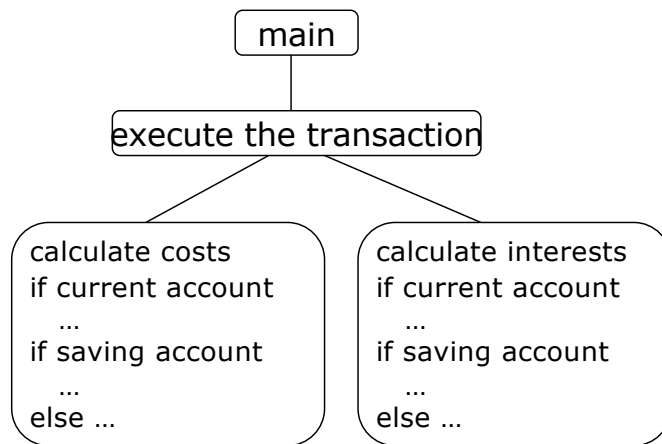 main
execute the transaction
calculate costs
if current account
…
if saving account
…
else …
calculate interests
if current account
…
if saving account
…
else …